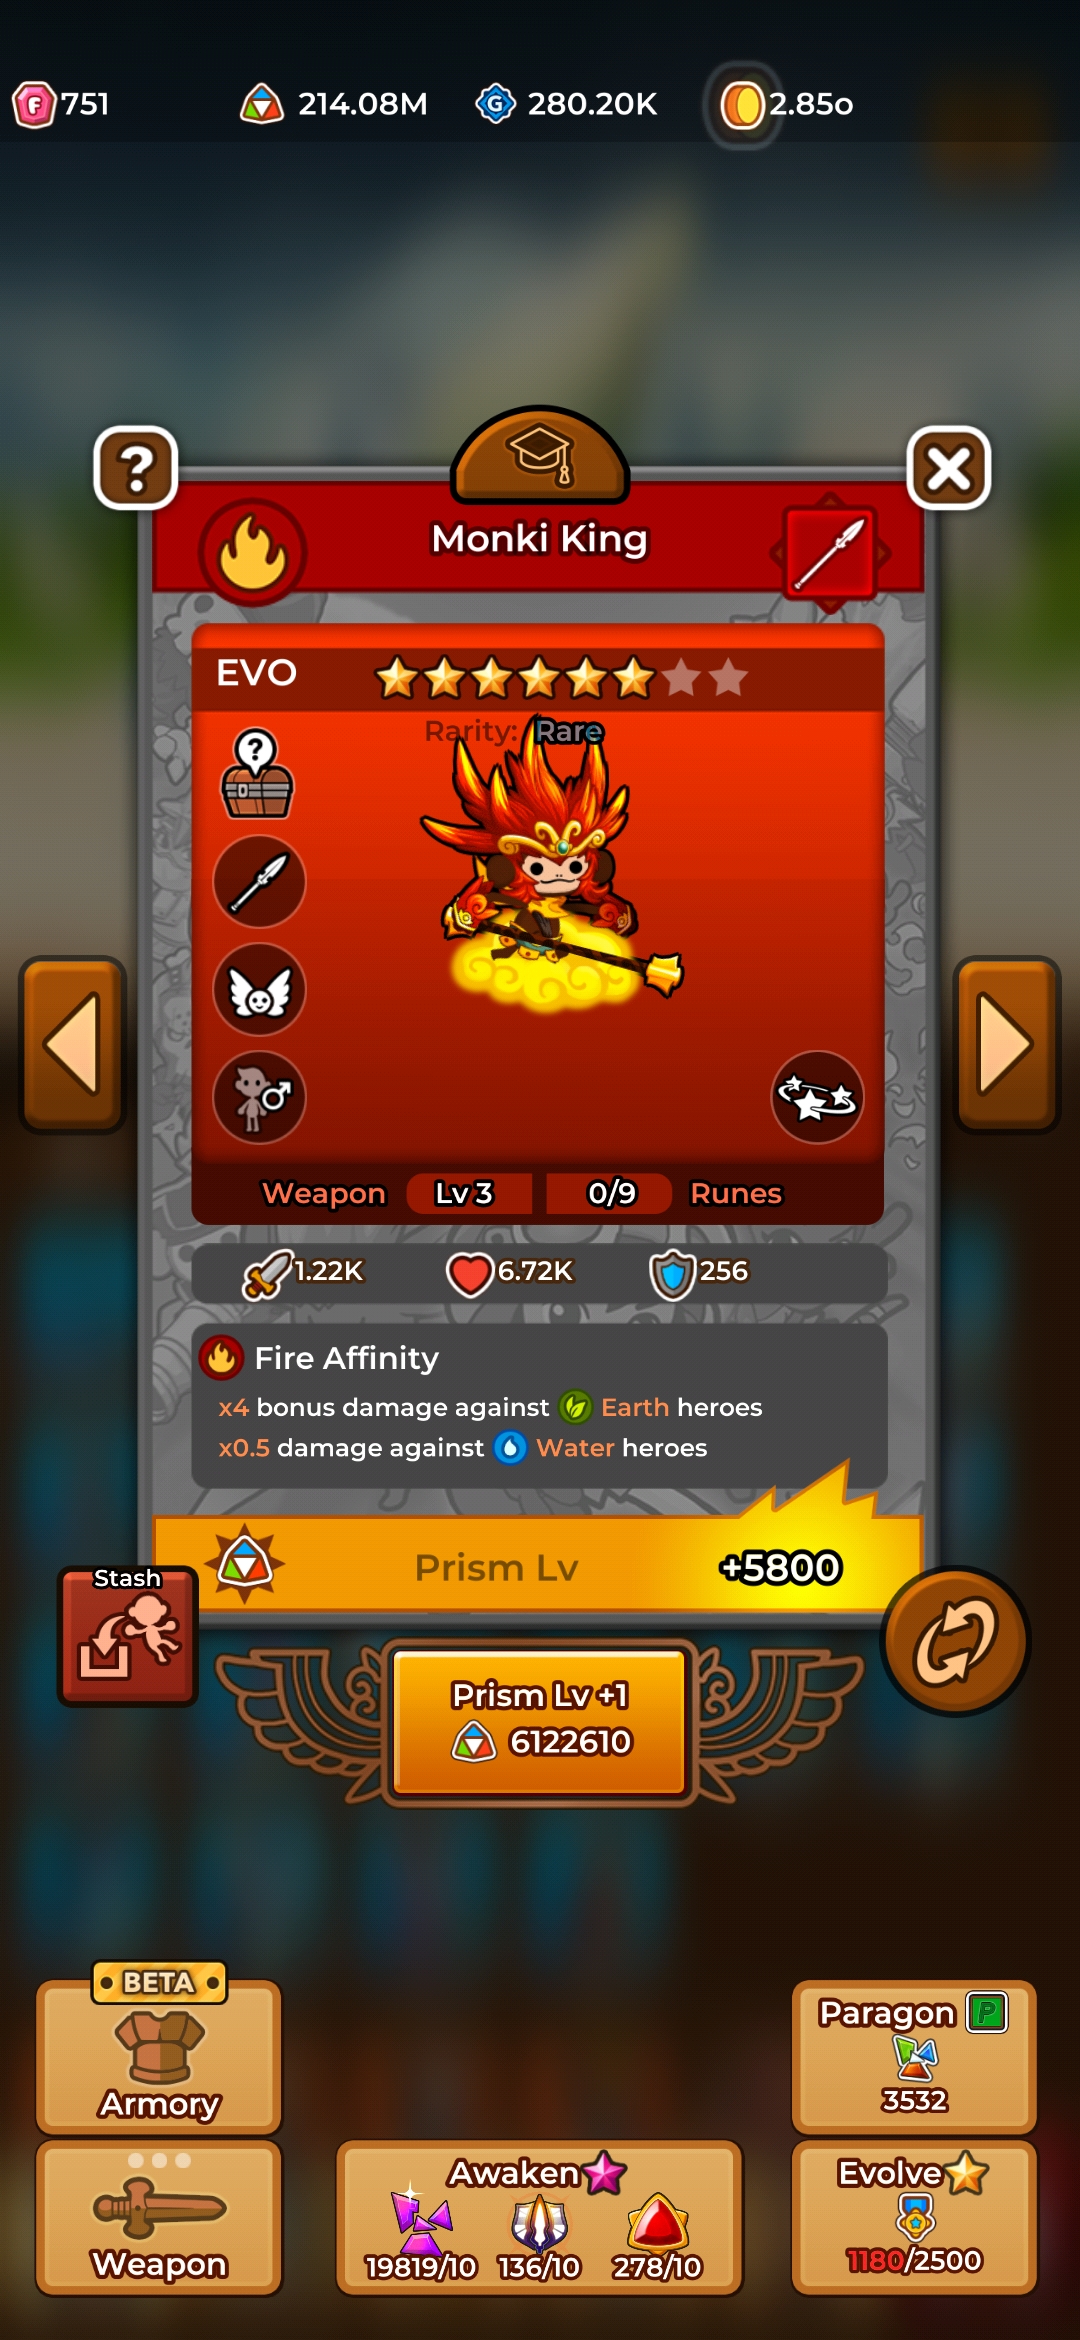 F 751
214.08M
G 280.20K
2.85o
?
Monki King
EVO
Rarity: Rare
?
Weapon Lv 3 0/9 Runes
1.22K 6.72K 256
Fire Affinity
x4 bonus damage against Earth heroes
x0.5 damage against Water heroes
Prism Lv +5800
Stash
Prism Lv +1
6122610
BETA
Armory
Paragon P
3532
Weapon
Awaken
19819/10 136/10 278/10
Evolve
1180/2500